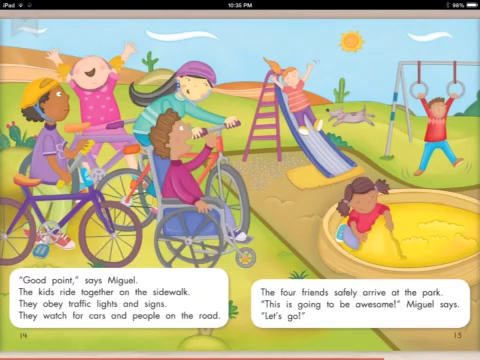 iPad
10:35 PM
98%
"Good point," says Miguel.
The kids ride together on the sidewalk.
They obey traffic lights and signs.
They watch for cars and people on the road.
14
The four friends safely arrive at the park.
"This is going to be awesome!" Miguel says.
"Let's go!"
15